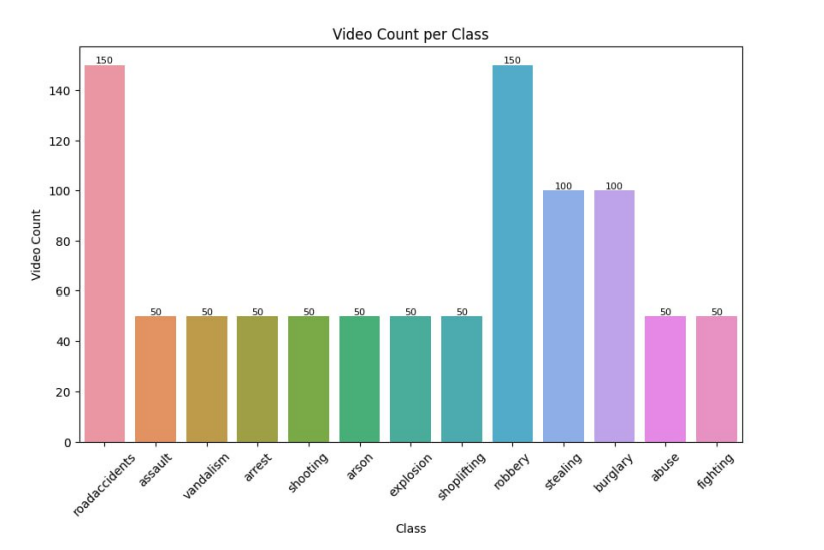 Video Count per Class
150 50 50 50 50 50 50 50 150 100 100 50 50
Video Count
140
120
100
80
60
40
20
0
roadaccidents assault vandalism arrest shooting arson explosion shoplifting robbery stealing burglary abuse fighting
Class